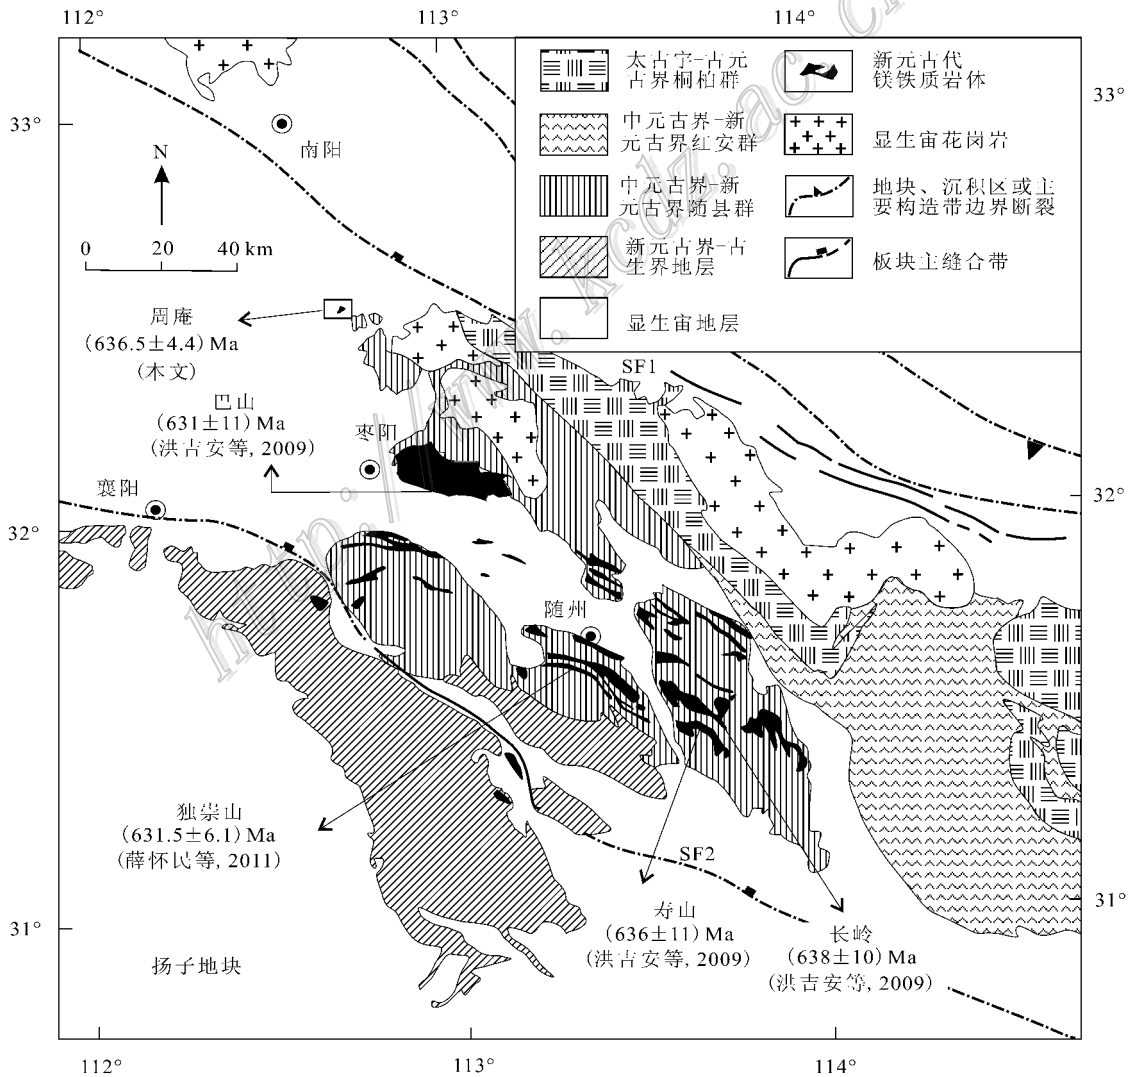 112°
113°
114°
33°
33°
太古宇-古元
古界桐柏群
中元古界-新
元古界红安群
中元古界-新
元古界随县群
新元古界-古
生界地层
显生宙地层
新元古代
镁铁质岩体
显生宙花岗岩
地块、沉积区或主
要构造带边界断裂
板块主缝合带
南阳
N
0 20 40 km
周庵
(636.5±4.4) Ma
(本文)
SF1
巴山
(631±11) Ma
(洪吉安等, 2009)
枣阳
襄阳
32°
32°
随州
独崇山
(631.5±6.1) Ma
(薛怀民等, 2011)
SF2
寿山
(636±11) Ma
(洪吉安等, 2009)
长岭
(638±10) Ma
(洪吉安等, 2009)
31°
31°
扬子地块
112°
113°
114°
http://www.kcdz.ac.cn